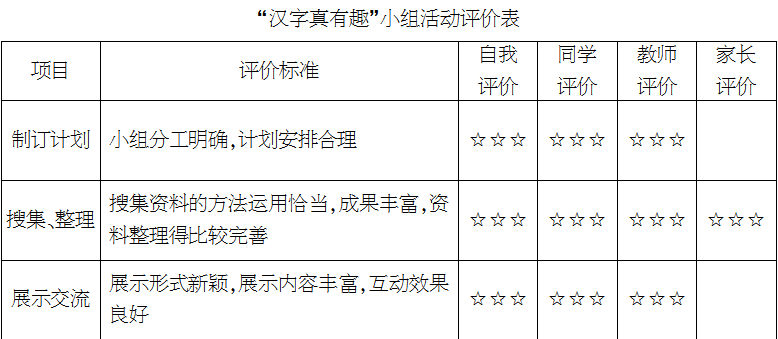 “汉字真有趣”小组活动评价表
项目 评价标准 自我评价 同学评价 教师评价 家长评价
制订计划 小组分工明确,计划安排合理 ☆☆☆ ☆☆☆ ☆☆☆
搜集、整理 搜集资料的方法运用恰当,成果丰富,资料整理得比较完善 ☆☆☆ ☆☆☆ ☆☆☆ ☆☆☆
展示交流 展示形式新颖,展示内容丰富,互动效果良好 ☆☆☆ ☆☆☆ ☆☆☆